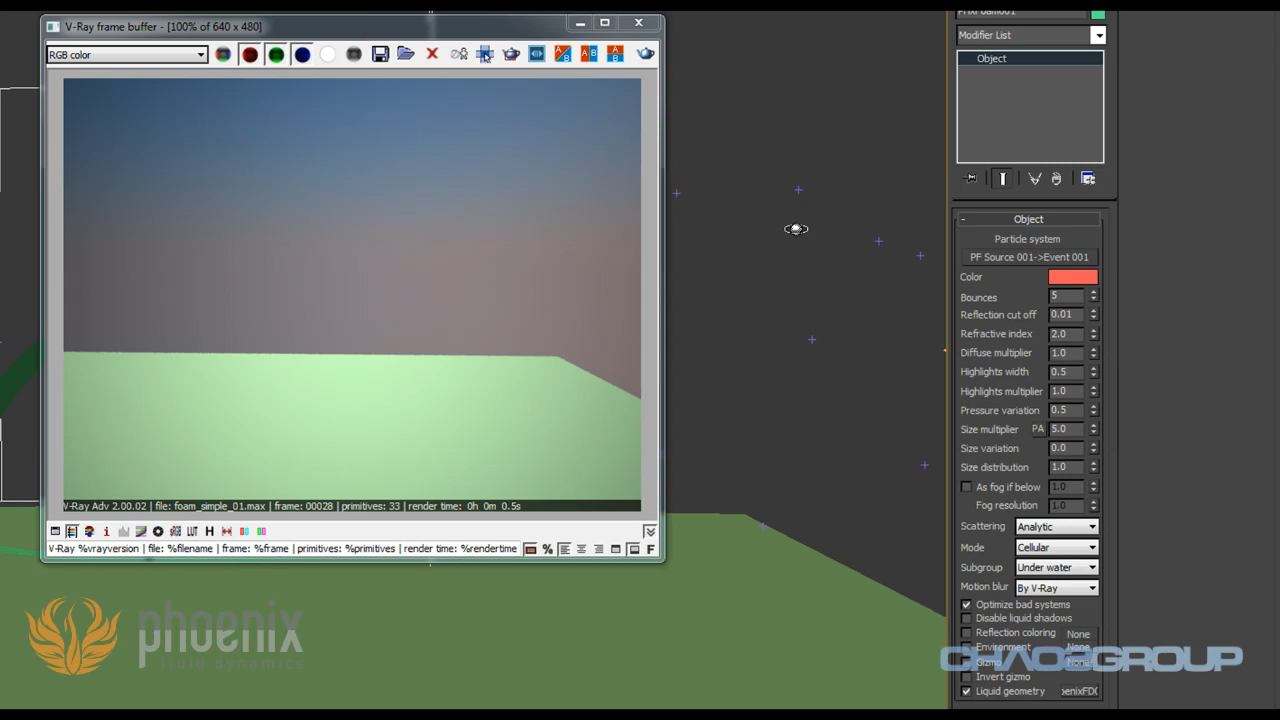 V-Ray frame buffer - [100% of 640 x 480]
RGB color
V-Ray Adv 2.00.02 | file: foam_simple_01.max | frame: 00028 | primitives: 33 | render time: 0h 0m 0.5s
V-Ray %vrayversion | file: %filename | frame: %frame | primitives: %primitives | render time: %rendertime
%
F
LUT
H
phoenix
fluid dynamics
Modifier List
Object
- Object
Particle system
PF Source 001->Event 001
Color
Bounces 5
Reflection cut off 0.01
Refractive index 2.0
Diffuse multiplier 1.0
Highlights width 0.5
Highlights multiplier 1.0
Pressure variation 0.5
Size multiplier PA 5.0
Size variation 0.0
Size distribution 1.0
As fog if below 1.0
Fog resolution 1.0
Scattering Analytic
Mode Cellular
Subgroup Under water
Motion blur By V-Ray
Optimize bad systems
Disable liquid shadows
Reflection coloring None
Environment None
Gizmo None
Invert gizmo
Liquid geometry
CHAOSGROUP